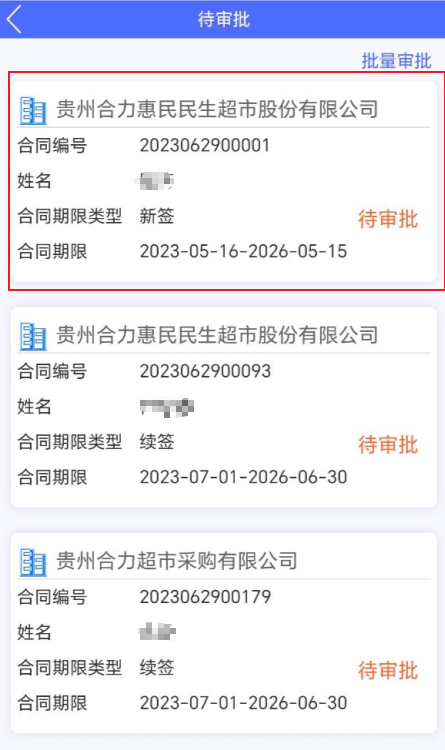 待审批
批量审批
贵州合力惠民民生超市股份有限公司
合同编号 2023062900001
姓名
合同期限类型 新签 待审批
合同期限 2023-05-16-2026-05-15
贵州合力惠民民生超市股份有限公司
合同编号 2023062900093
姓名
合同期限类型 续签 待审批
合同期限 2023-07-01-2026-06-30
贵州合力超市采购有限公司
合同编号 2023062900179
姓名
合同期限类型 续签 待审批
合同期限 2023-07-01-2026-06-30